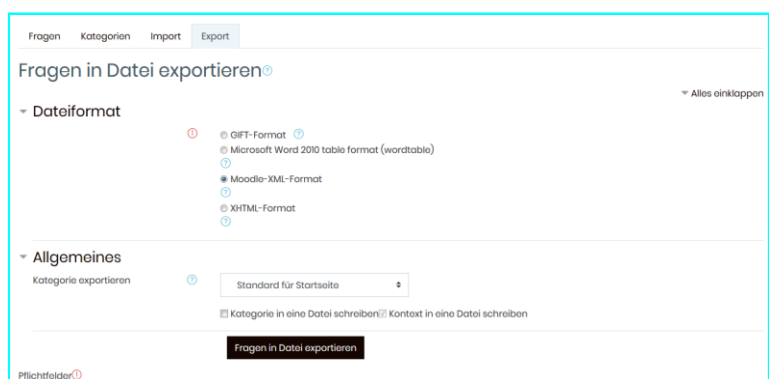 Fragen Kategorien Import Export
Fragen in Datei exportieren
Alles einklappen
Dateiformat
GIFT-Format
Microsoft Word 2010 table format (wordtable)
Moodle-XML-Format
XHTML-Format
Allgemeines
Kategorie exportieren Standard für Startseite
Kategorie in eine Datei schreiben Kontext in eine Datei schreiben
Fragen in Datei exportieren
Pflichtfelder